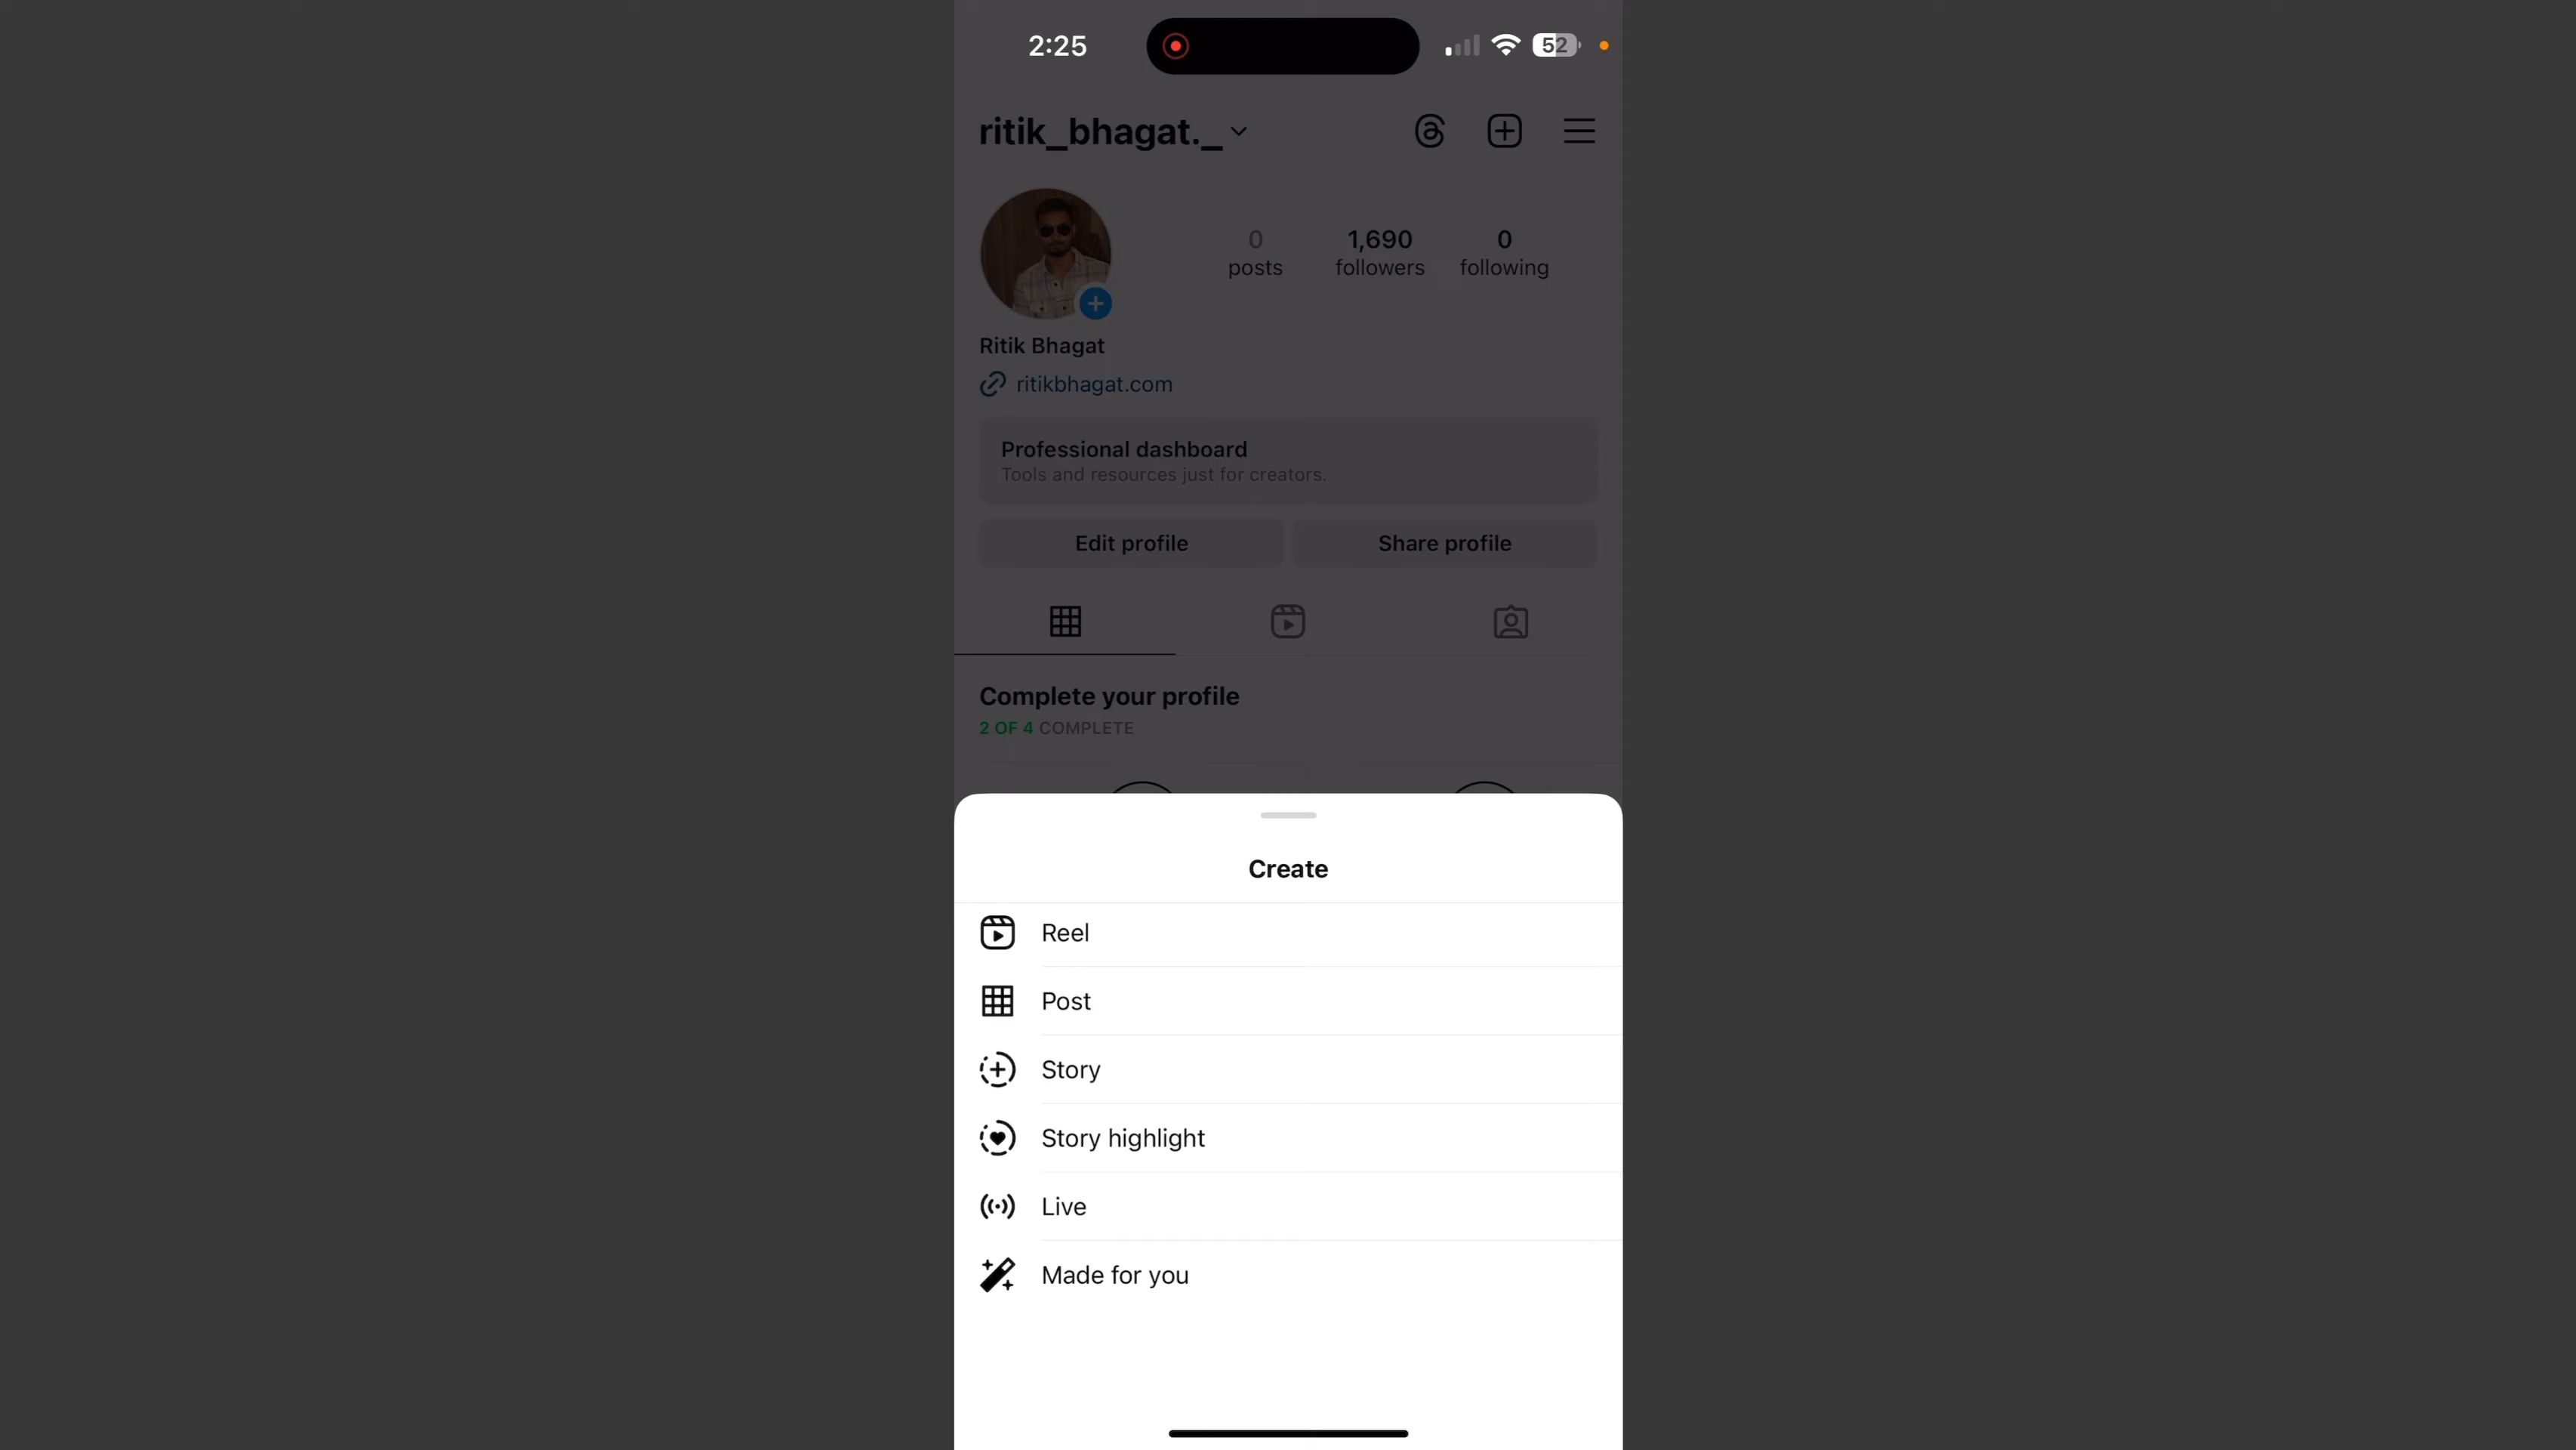 2:25
52
ritik_bhagat._
0
posts
1,690
followers
0
following
Ritik Bhagat
ritikbhagat.com
Professional dashboard
Tools and resources just for creators.
Edit profile
Share profile
Complete your profile
2 OF 4 COMPLETE
Create
Reel
Post
Story
Story highlight
Live
Made for you